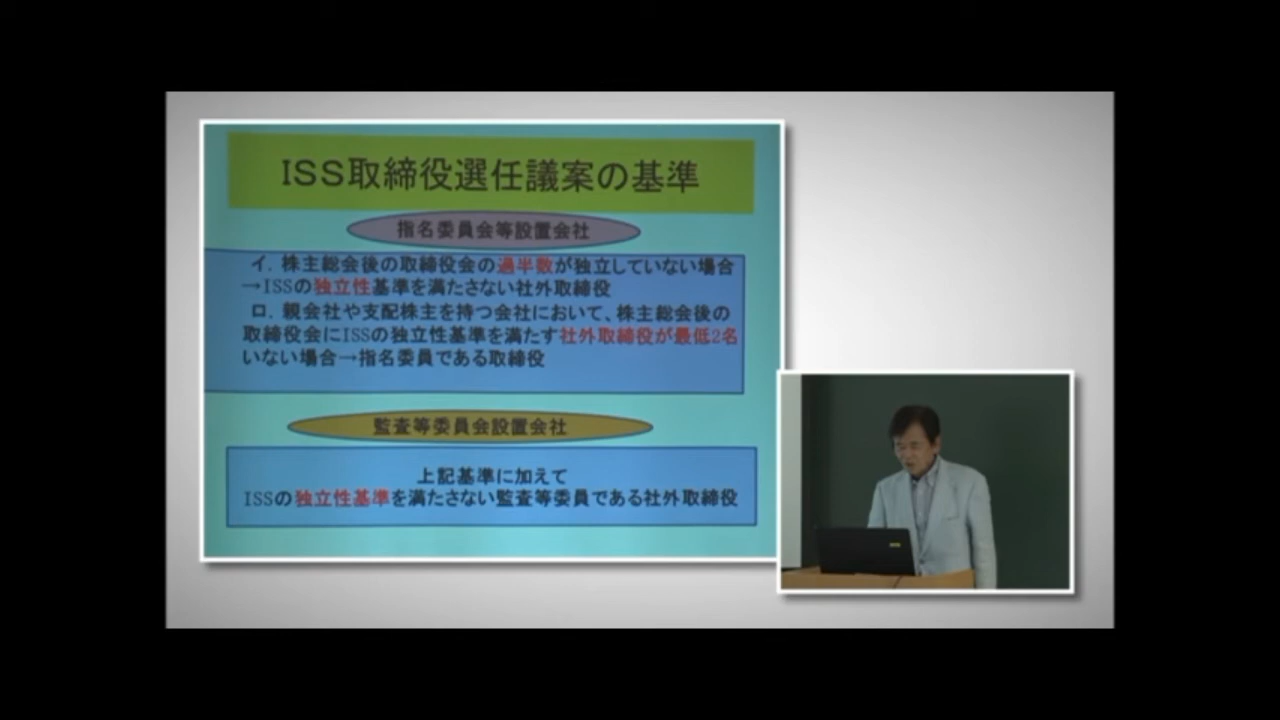 ISS取締役選任議案の基準
指名委員会等設置会社
イ．株主総会後の取締役会の過半数が独立していない場合
→ISSの独立性基準を満たさない社外取締役
ロ．親会社や支配株主を持つ会社において、株主総会後の
取締役会にISSの独立性基準を満たす社外取締役が最低2名
いない場合→指名委員である取締役
監査等委員会設置会社
上記基準に加えて
ISSの独立性基準を満たさない監査等委員である社外取締役